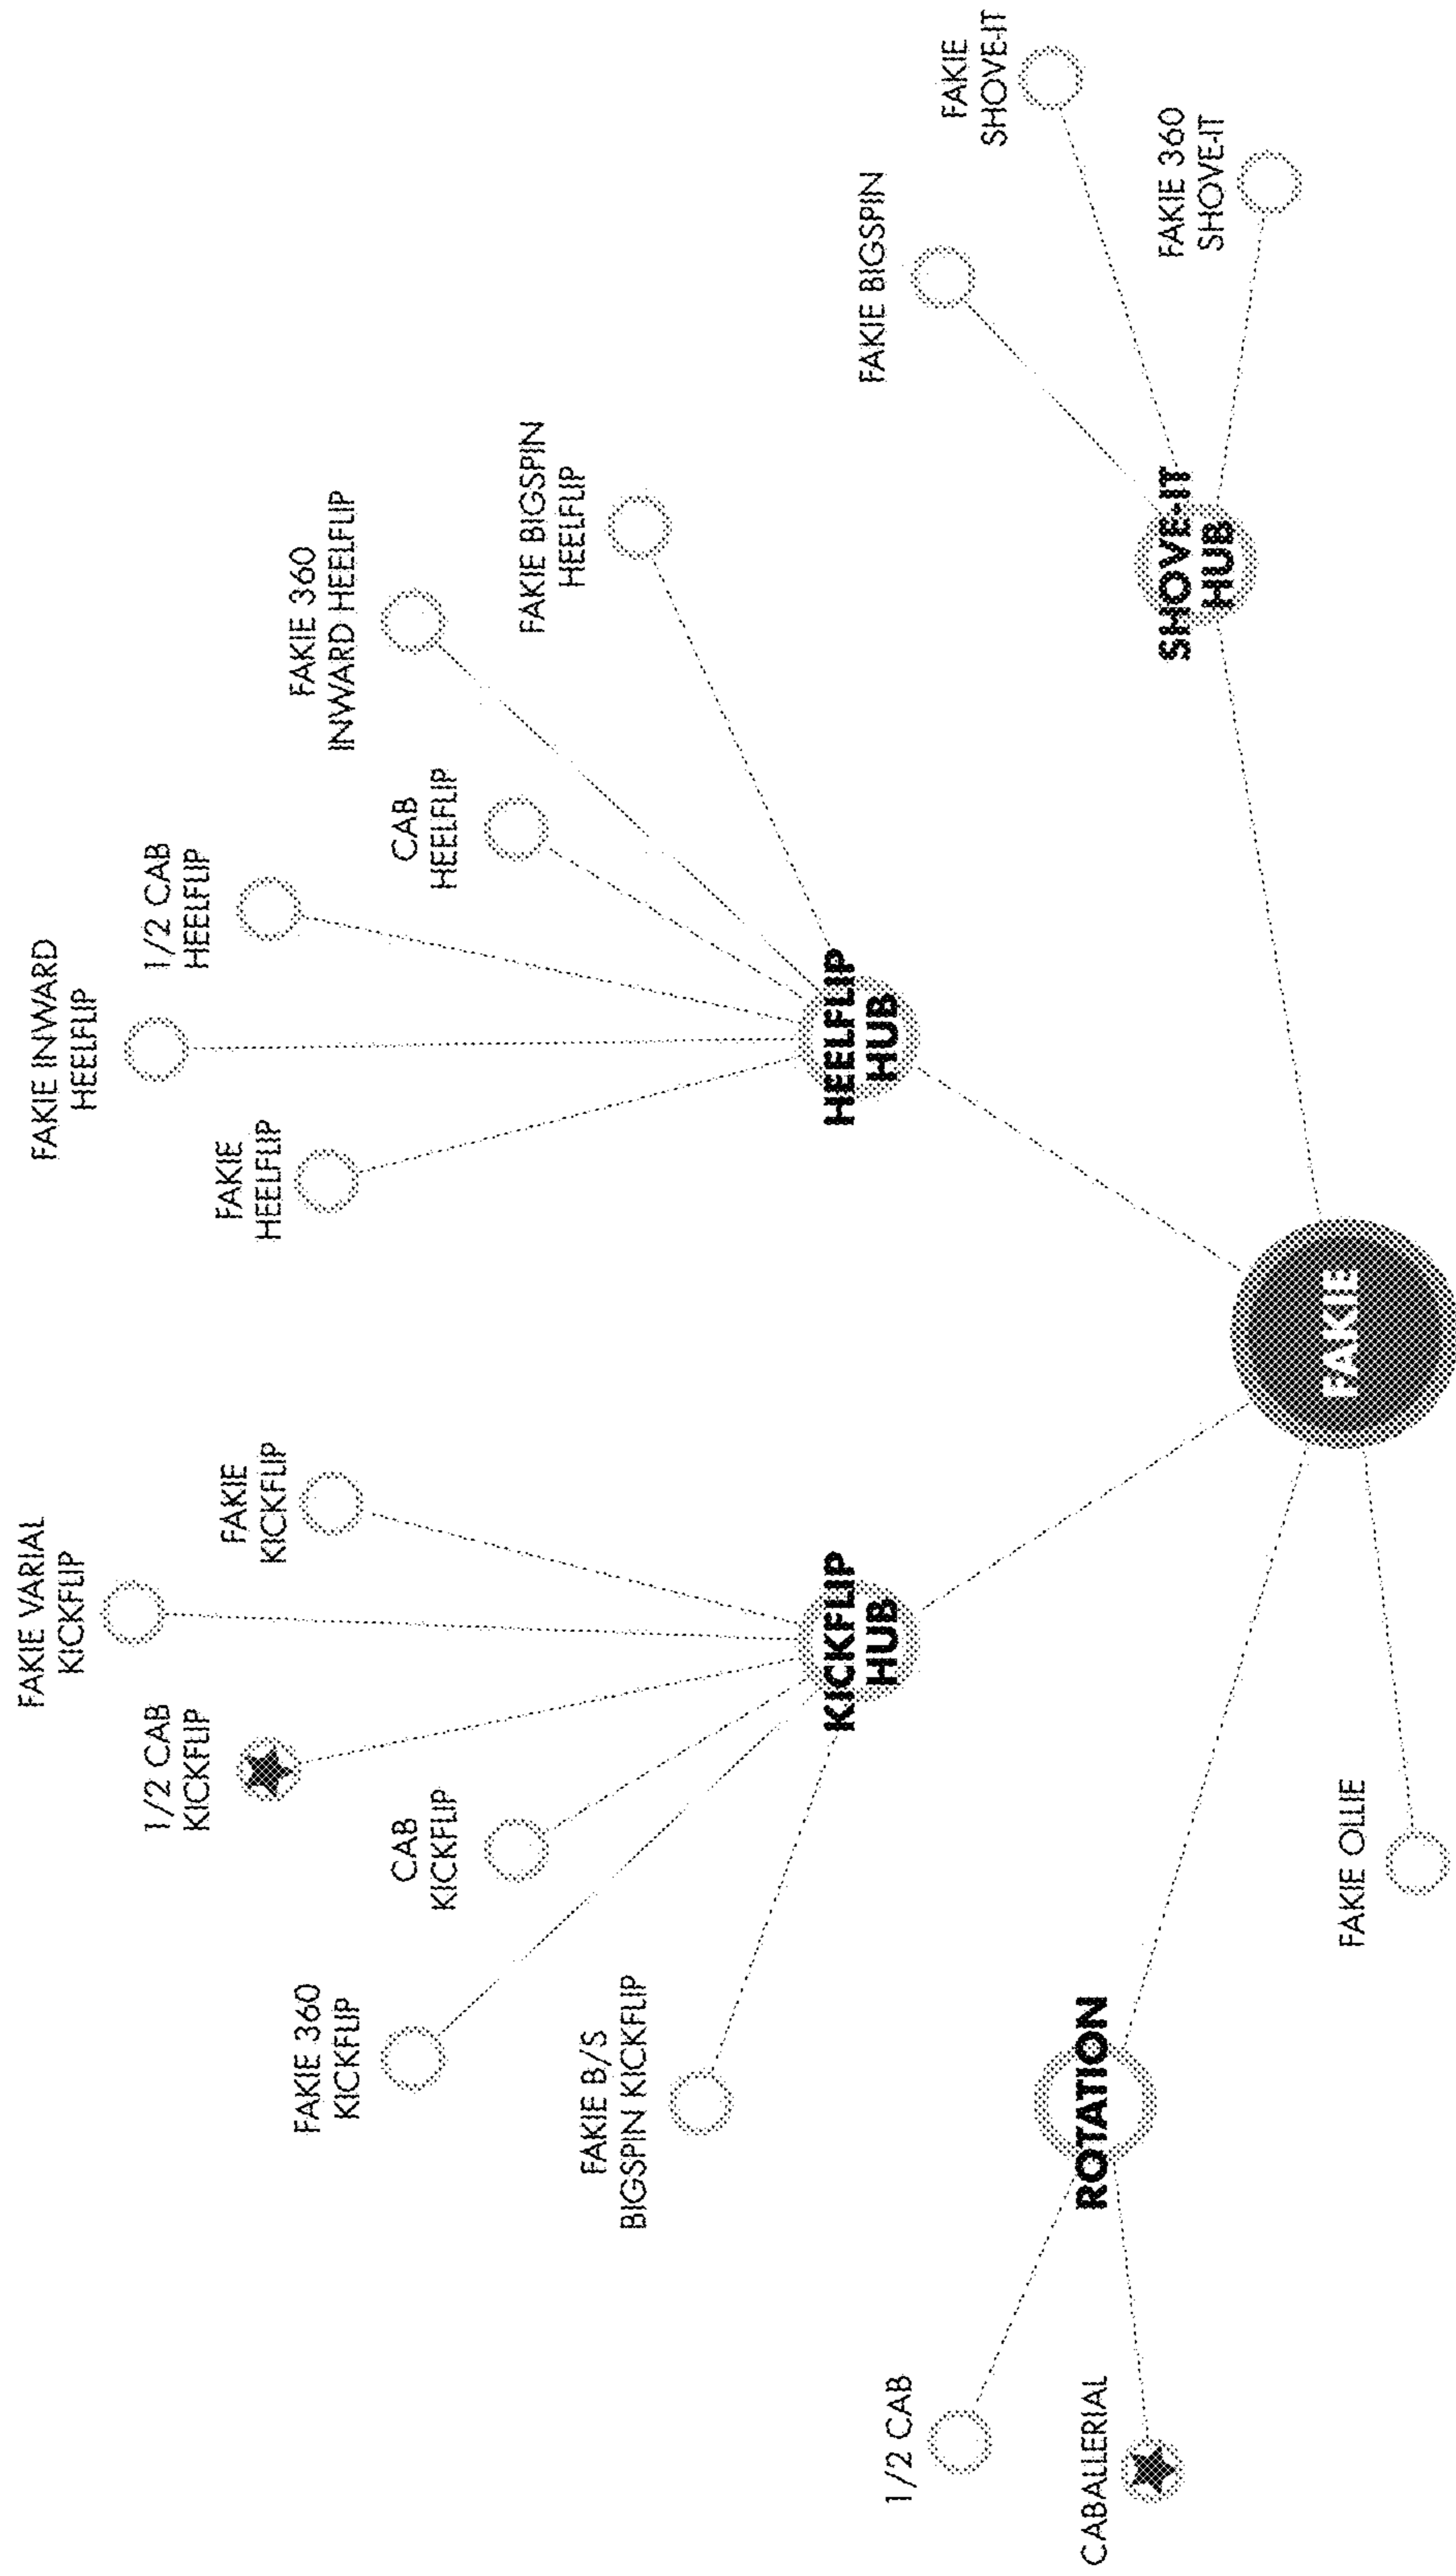 FAKIE VARIAL
KICKFLIP
FAKIE INWARD
HEELFLIP
1/2 CAB
KICKFLIP
FAKIE
KICKFLIP
FAKIE
HEELFLIP
1/2 CAB
HEELFLIP
FAKIE 360
KICKFLIP
CAB
KICKFLIP
CAB
HEELFLIP
FAKIE 360
INWARD HEELFLIP
FAKIE B/S
BIGSPIN KICKFLIP
FAKIE BIGSPIN
HEELFLIP
KICKFLIP
HUB
HEELFLIP
HUB
1/2 CAB
FAKIE BIGSPIN
FAKIE
SHOVE-IT
CABALLERIAL
ROTATION
SHOVE-IT
HUB
FAKIE 360
SHOVE-IT
FAKIE OLLIE
FAKIE